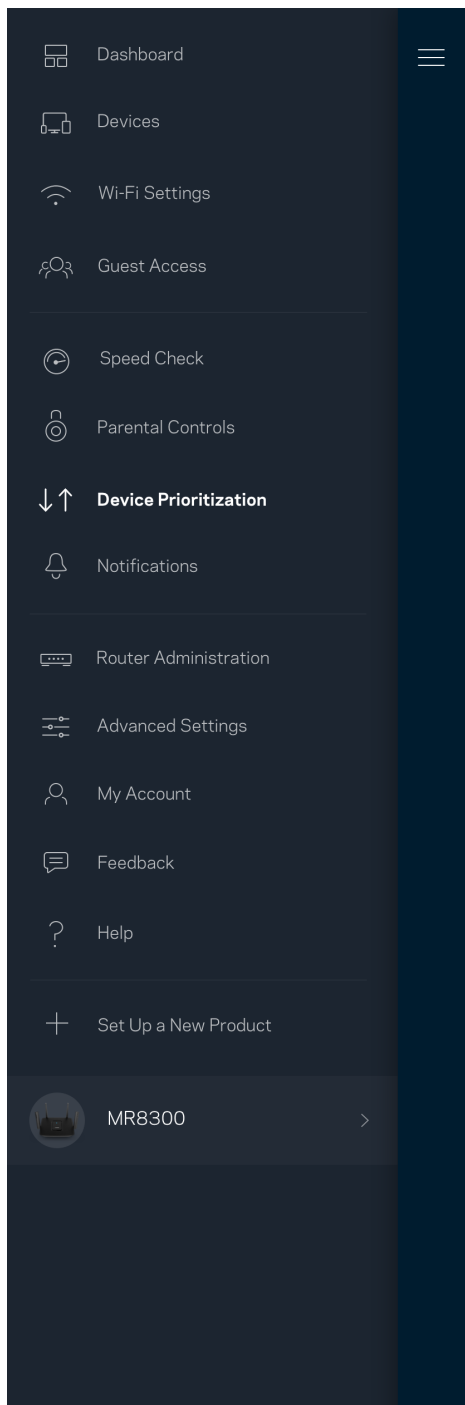 Dashboard
Devices
Wi-Fi Settings
Guest Access
Speed Check
Parental Controls
Device Prioritization
Notifications
Router Administration
Advanced Settings
My Account
Feedback
Help
Set Up a New Product
MR8300